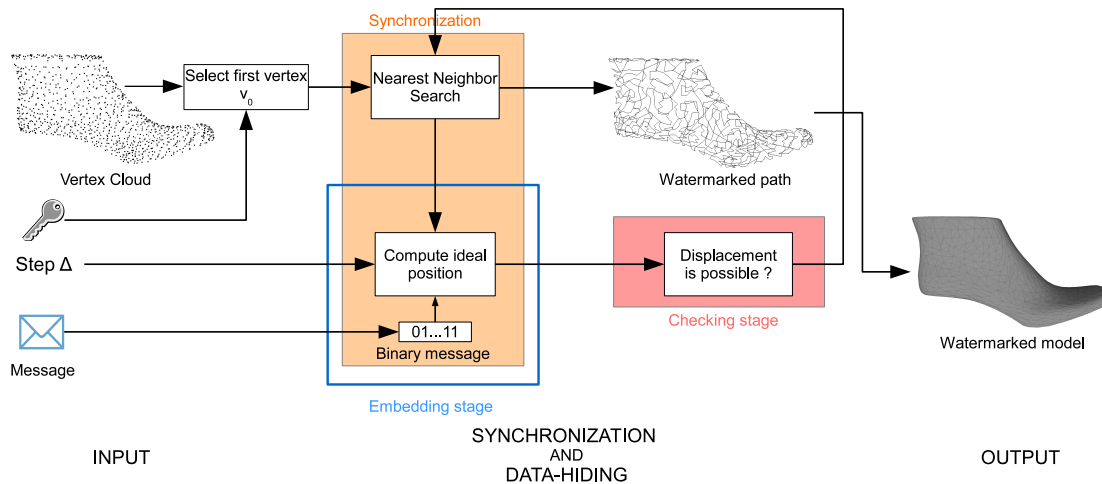 Synchronization
Select first vertex
v0
Nearest Neighbor
Search
Vertex Cloud
Watermarked path
Step Δ
Compute ideal
position
Displacement
is possible ?
Checking stage
01...11
Binary message
Message
Watermarked model
Embedding stage
INPUT
SYNCHRONIZATION
AND
DATA-HIDING
OUTPUT